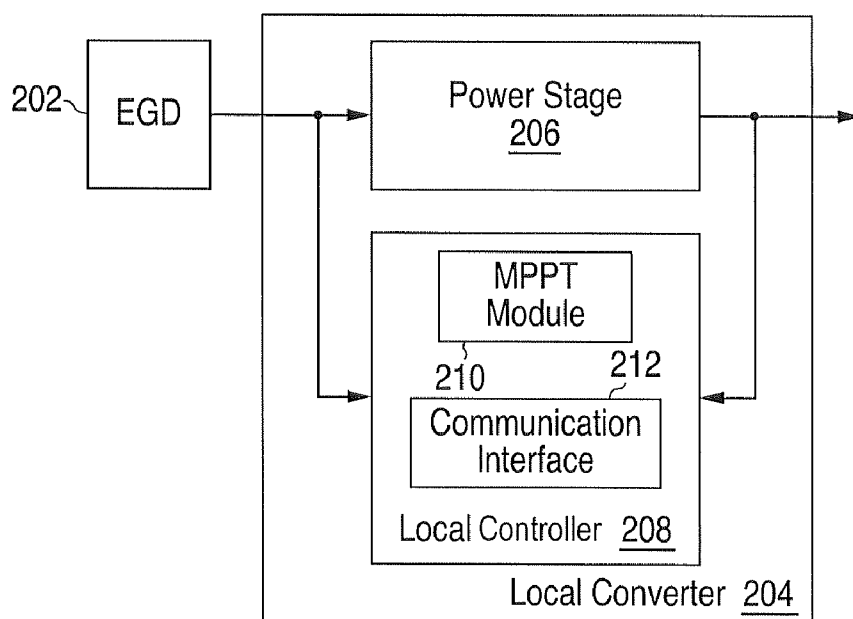 202
EGD
Power Stage
206
MPPT
Module
210
212
Communication
Interface
Local Controller 208
Local Converter 204